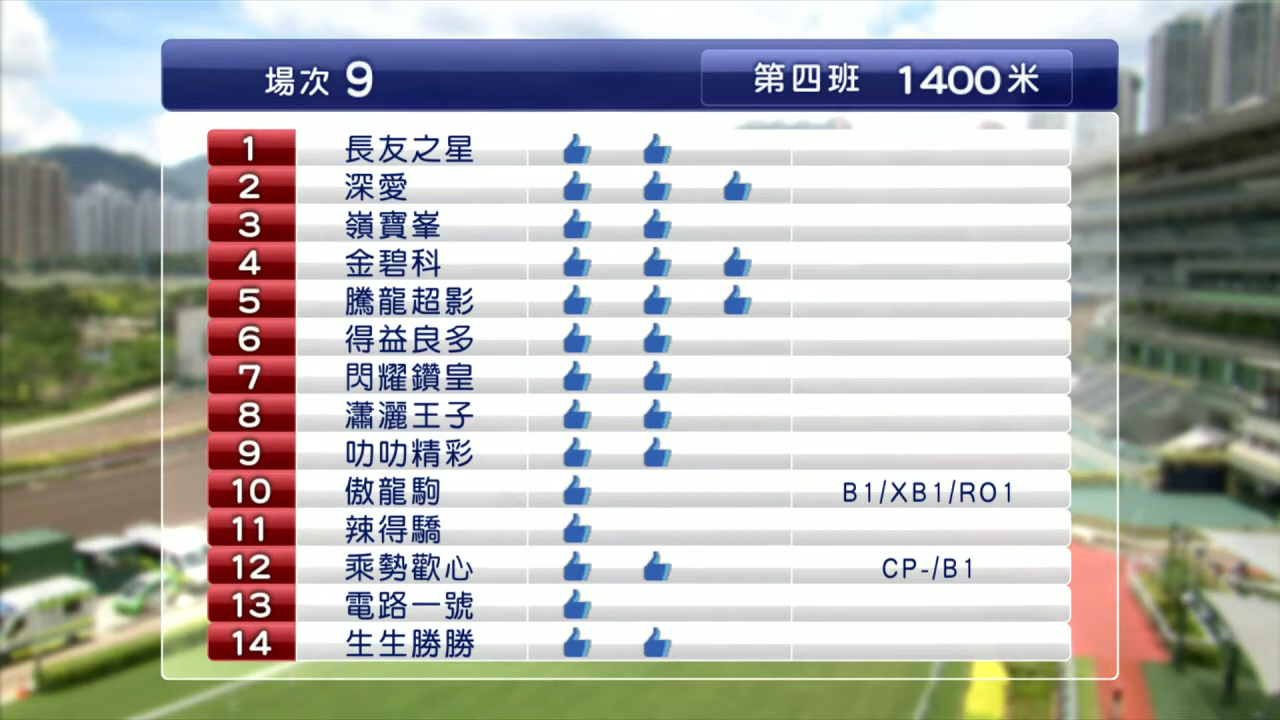 場次 9 第四班 1400米
1 長友之星
2 深愛
3 嶺寶峯
4 金碧科
5 騰龍超影
6 得益良多
7 閃耀鑽皇
8 瀟灑王子
9 叻叻精彩
10 傲龍駒 B1/XB1/RO1
11 辣得驕
12 乘勢歡心 CP-/B1
13 電路一號
14 生生勝勝